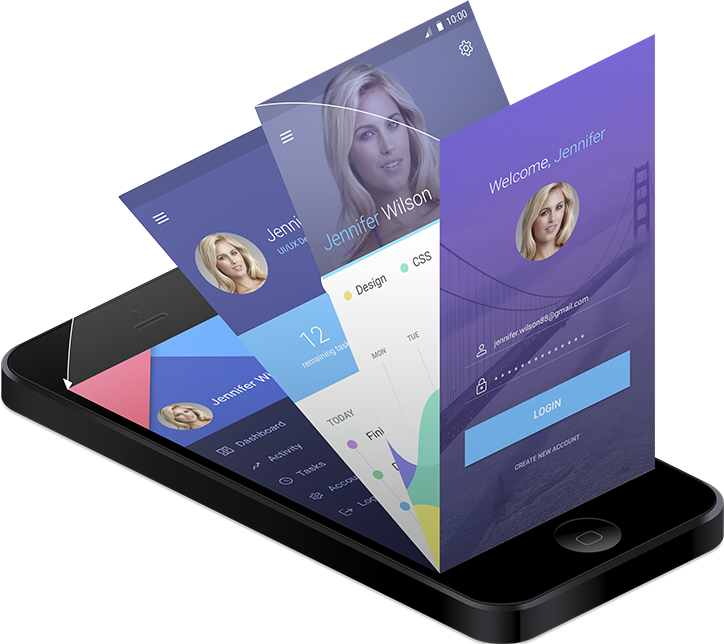 10:00
Welcome, Jennifer
jennifer.wilson88@gmail.com
LOGIN
CREATE NEW ACCOUNT
Jennifer Wilson
Design
CSS
MON
TUE
TODAY
Fini
D
Jenni
UI/UX De
12
remaining task
Jennifer Wi
Dashboard
Activity
Tasks
Accou
Lo